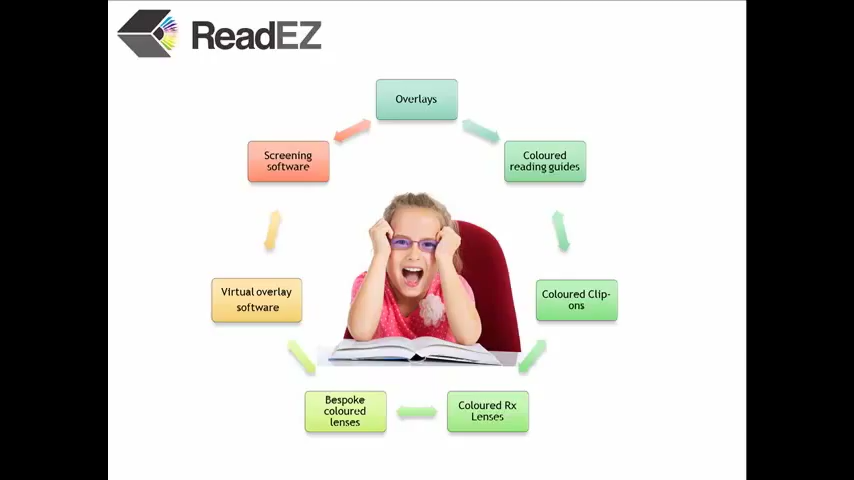 ReadEZ
Overlays
Screening
software
Coloured
reading guides
Virtual overlay
software
Coloured Clip-
ons
Bespoke
coloured
lenses
Coloured Rx
Lenses